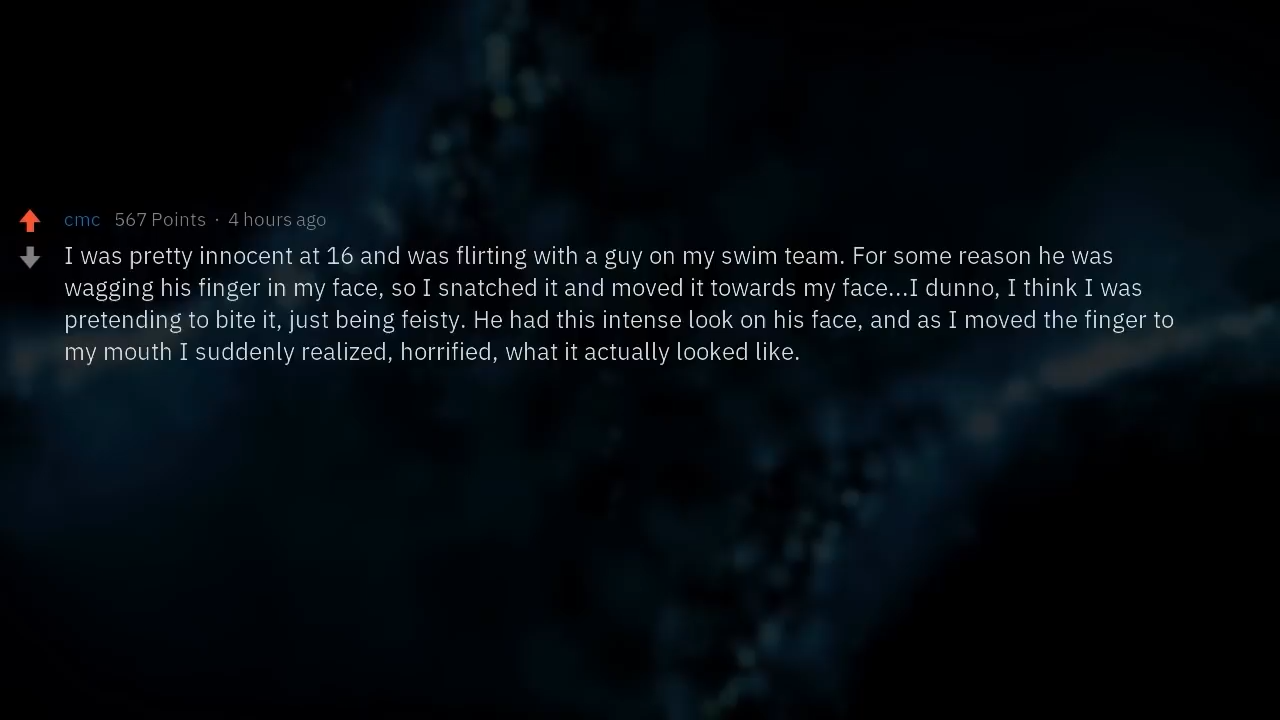 cmc 567 Points · 4 hours ago
I was pretty innocent at 16 and was flirting with a guy on my swim team. For some reason he was
wagging his finger in my face, so I snatched it and moved it towards my face...I dunno, I think I was
pretending to bite it, just being feisty. He had this intense look on his face, and as I moved the finger to
my mouth I suddenly realized, horrified, what it actually looked like.